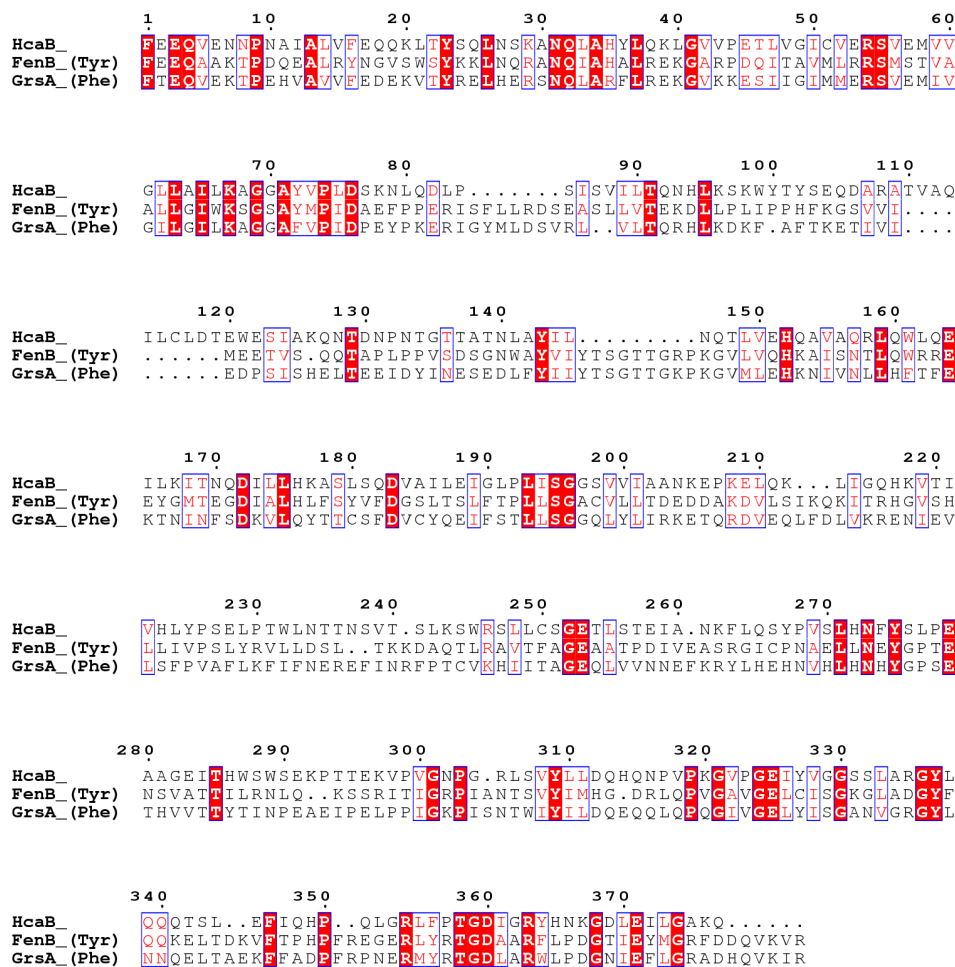 1 10 20 30 40 50 60
HcaB_ FEEQVENNPNAIALVFEQQKLTYSQLNSKANQLAHYLQKLGVVPETLVGICVERSVEMVV
FenB_(Tyr) FEEQAAKTPDQEALRYNGVSWSYKKLNQRANQIAHALREKGARPDQITAVMLRRSMSTVA
GrsA_(Phe) FTEQVEKTPEHVAVVFEDEKVTYRELHERSNQLARFLREKGVKKESIIGIMMERSVEMIV
70 80 90 100 110
HcaB_ GLLAILKAGGAYVPLDSKNLQDLP.......SISVILTQNHLKSKWYTYSEQDARATVAQ
FenB_(Tyr) ALLGIWKSGSAYMPIDAEFPPERISFLLRDSEASLLVTEKDLLPLIPPHFKGSVVI....
GrsA_(Phe) GILGILKAGGAFVPIDPEYPKERIGYMLDSVRL..VLTQRHLKDKF.AFTKETIVI....
120 130 140 150 160
HcaB_ ILCLDTEWESIAKQNTDNPNTGTTATNLAYIL.........NQTLVEHQAVAQRLQWLQE
FenB_(Tyr) ......MEETVS.QQTAPLPPVSDSGNWAYVIYTSGTTGRPKGVLVQHKAISNTLQWRRE
GrsA_(Phe) ......EDPSISHELTEEIDYINESEDLFYIIYTSGTTGKPKGVMLEHKNIVNLLHFTFE
170 180 190 200 210 220
HcaB_ ILKITNQDILLHKASLSQDVAILEIGLPLISGGSVVIAANKEPKELQK..LIGQHKVTI
FenB_(Tyr) EYGMTEGDIALHLFSYVFDGSLTSLFTPLLSGACVLLTDEDDAKDVLSIKQKITRHGVSH
GrsA_(Phe) KTNINFSDKVLQYTTCSFDVCYQEIFSTLLSGGQLYLIRKETQRDVEQLFDLVKRENIEV
230 240 250 260 270
HcaB_ VHLYPSELPTWLNTTNSVT.SLKSWRSLLCSGETLSTEIA.NKFLQSYPVSLHNFYSLPE
FenB_(Tyr) LLIVPSLYRVLLDSL..TKKDAQTLRAVTFAGEAATPDIVEASRGICPNAELLNEYGPTE
GrsA_(Phe) LSFPVAFLKFIFNEREFINRFPTCVKHIITAGEQLVVNNEFKRYLHEHNVHLHNHYGPSE
280 290 300 310 320 330
HcaB_ AAGEITHWSWSEKPTTEKVPVGNPG.RLSVYLLDQHQNPVPKGVPGEIYVGGSSLARGYL
FenB_(Tyr) NSVATTILRNLQ..KSSRITIGRPIANTSVYIMHG.DRLQPVGAVGELCISGKGLADGYF
GrsA_(Phe) THVVTTYTINPEAEIPELPPIGKPISNTWIYILDQEQQLQPQGIVGELYISGANVGRGYL
340 350 360 370
HcaB_ QQQTSL..EFIQHP..QLGRLFPTGDIGRYHNKGDLEILGAKQ......
FenB_(Tyr) QQKELTDKVFTPHPFREGERLYRTGDAARFLPDGTIEYMGRFDDQVKVR
GrsA_(Phe) NNQELTAEKFFADPFRPNERMYRTGDLARWLPDGNIEFLGRADHQVKIR